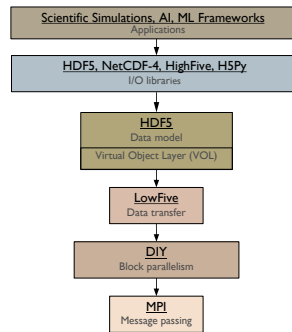 Scientific Simulations, AI, ML Frameworks
Applications
HDF5, NetCDF-4, HighFive, H5Py
I/O libraries
HDF5
Data model
Virtual Object Layer (VOL)
LowFive
Data transfer
DIY
Block parallelism
MPI
Message passing